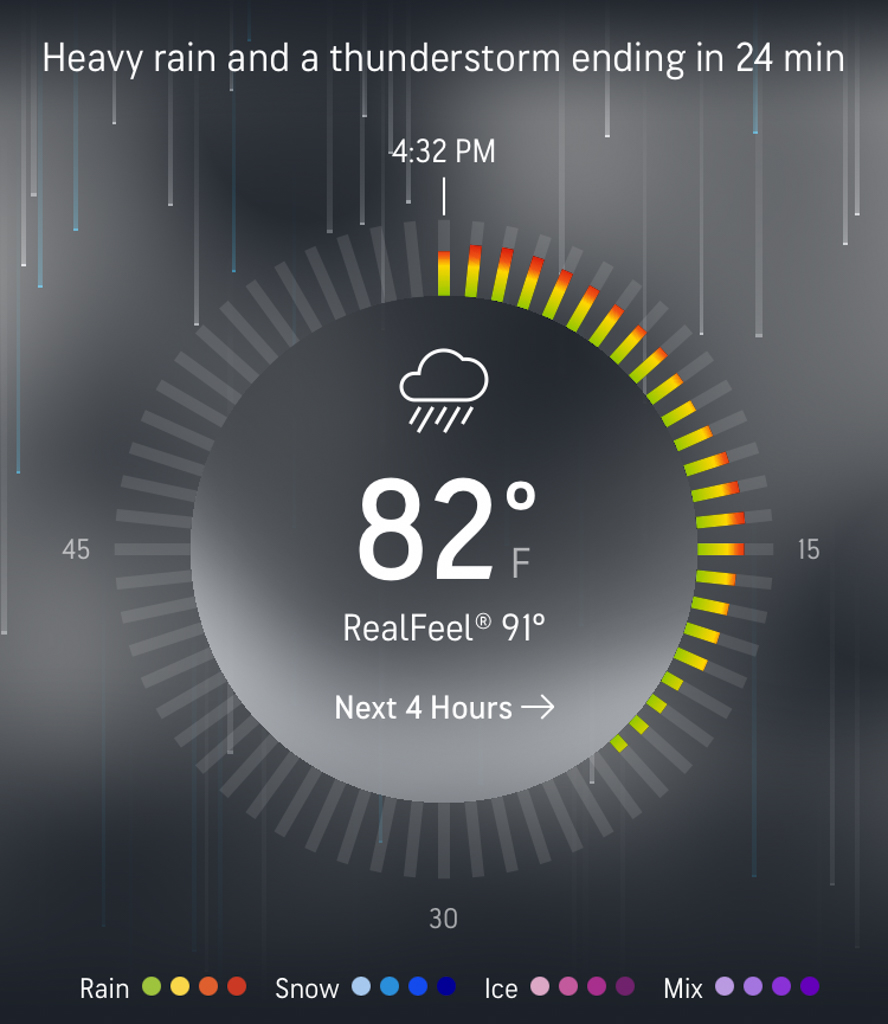 Heavy rain and a thunderstorm ending in 24 min
4:32 PM
45
15
82°
F
RealFeel® 91°
Next 4 Hours →
30
Rain Snow Ice Mix